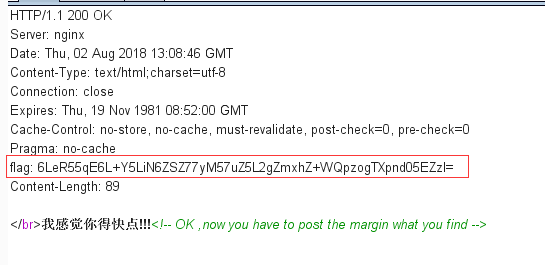 HTTP/1.1 200 OK
Server: nginx
Date: Thu, 02 Aug 2018 13:08:46 GMT
Content-Type: text/html;charset=utf-8
Connection: close
Expires: Thu, 19 Nov 1981 08:52:00 GMT
Cache-Control: no-store, no-cache, must-revalidate, post-check=0, pre-check=0
Pragma: no-cache
flag: 6LeR55qE6L+Y5LiN6ZSZ77yM57uZ5L2gZmxhZ+WQpzogTXpnd05EZzI=
Content-Length: 89
</br>我感觉你得快点!!!<!-- OK ,now you have to post the margin what you find -->